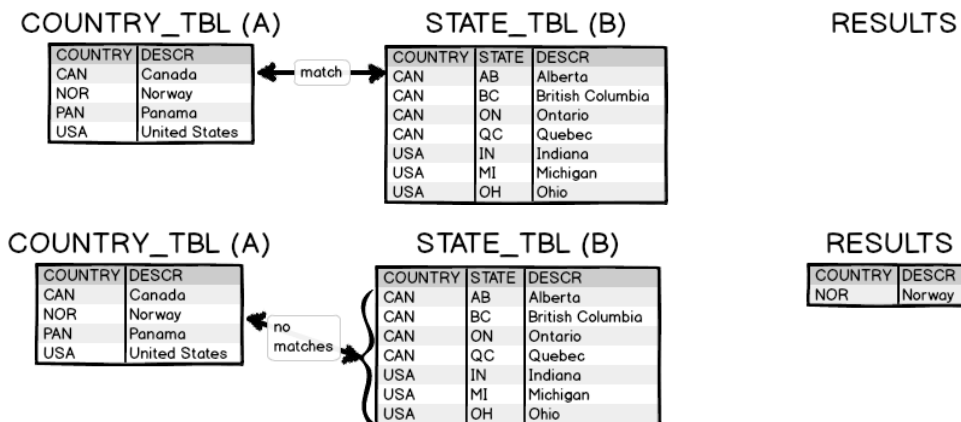 COUNTRY_TBL (A) STATE_TBL (B) RESULTS
COUNTRY DESCR
CAN Canada
NOR Norway
PAN Panama
USA United States
match
COUNTRY STATE DESCR
CAN AB Alberta
CAN BC British Columbia
CAN ON Ontario
CAN QC Quebec
USA IN Indiana
USA MI Michigan
USA OH Ohio
COUNTRY_TBL (A) STATE_TBL (B) RESULTS
COUNTRY DESCR
CAN Canada
NOR Norway
PAN Panama
USA United States
no
matches
COUNTRY STATE DESCR
CAN AB Alberta
CAN BC British Columbia
CAN ON Ontario
CAN QC Quebec
USA IN Indiana
USA MI Michigan
USA OH Ohio
COUNTRY DESCR
NOR Norway